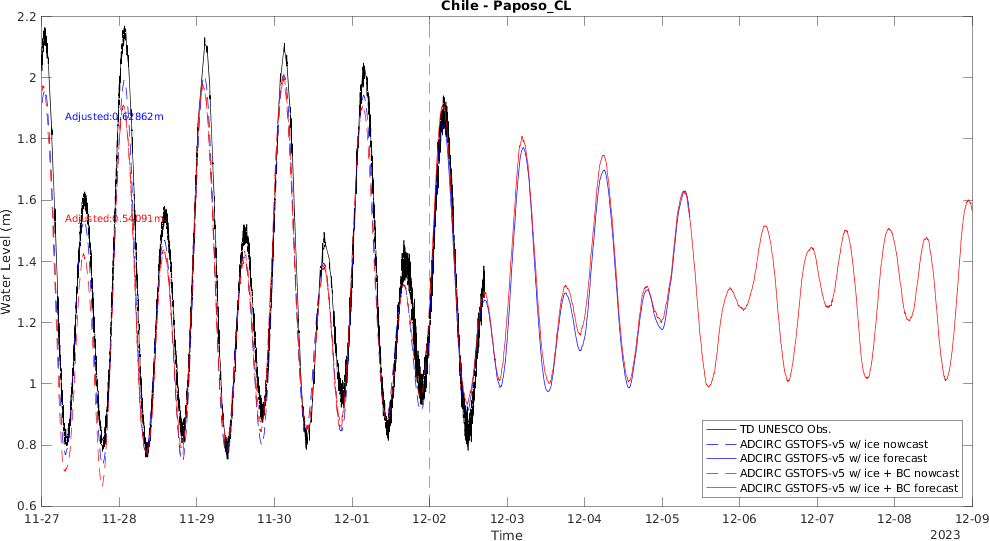 Chile - Paposo_CL
2.2
2
1.8
1.6
1.4
1.2
1
0.8
0.6
Water Level (m)
Adjusted:0.62862m
Adjusted:0.54091m
TD UNESCO Obs.
ADCIRC GSTOFS-v5 w/ ice nowcast
ADCIRC GSTOFS-v5 w/ ice forecast
ADCIRC GSTOFS-v5 w/ ice + BC nowcast
ADCIRC GSTOFS-v5 w/ ice + BC forecast
11-27 11-28 11-29 11-30 12-01 12-02 12-03 12-04 12-05 12-06 12-07 12-08 12-09
Time
2023